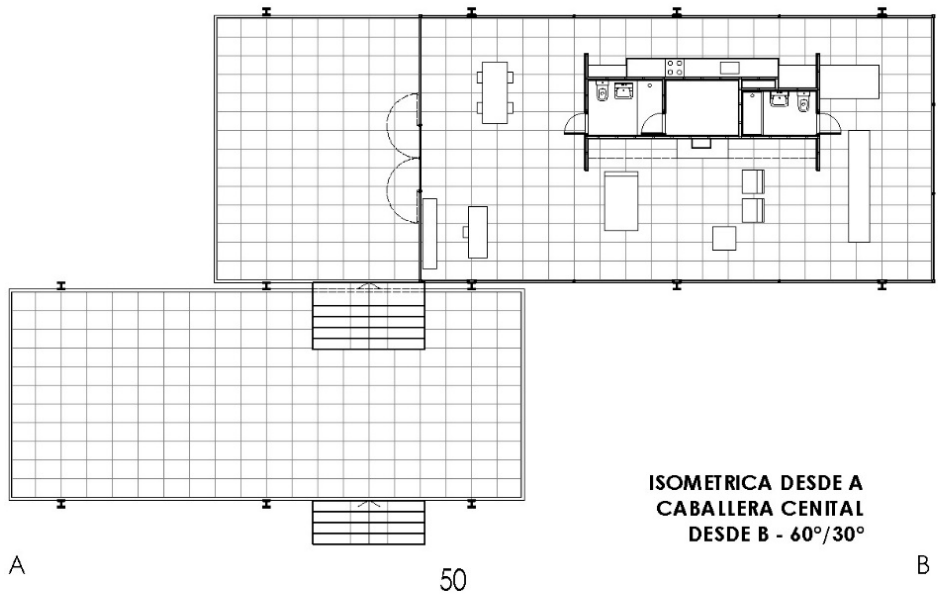 ISOMETRICA DESDE A
CABALLERA CENITAL
DESDE B - 60°/30°
A
B
50